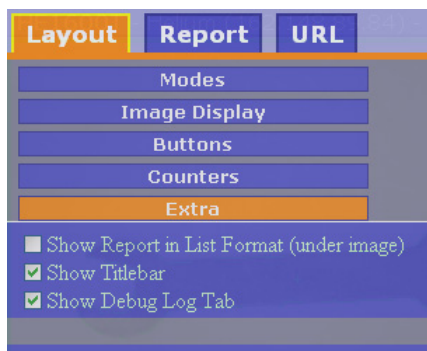 Layout Report URL
Modes
Image Display
Buttons
Counters
Extra
Show Report in List Format (under image)
Show Titlebar
Show Debug Log Tab